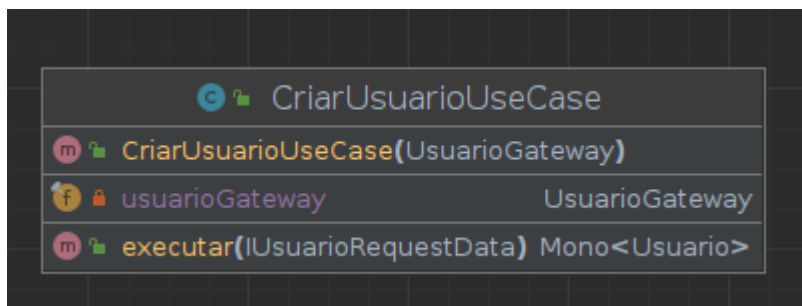 CriarUsuarioUseCase
CriarUsuarioUseCase(UsuarioGateway)
usuarioGateway UsuarioGateway
executar(IUsuarioRequestData) Mono<Usuario>